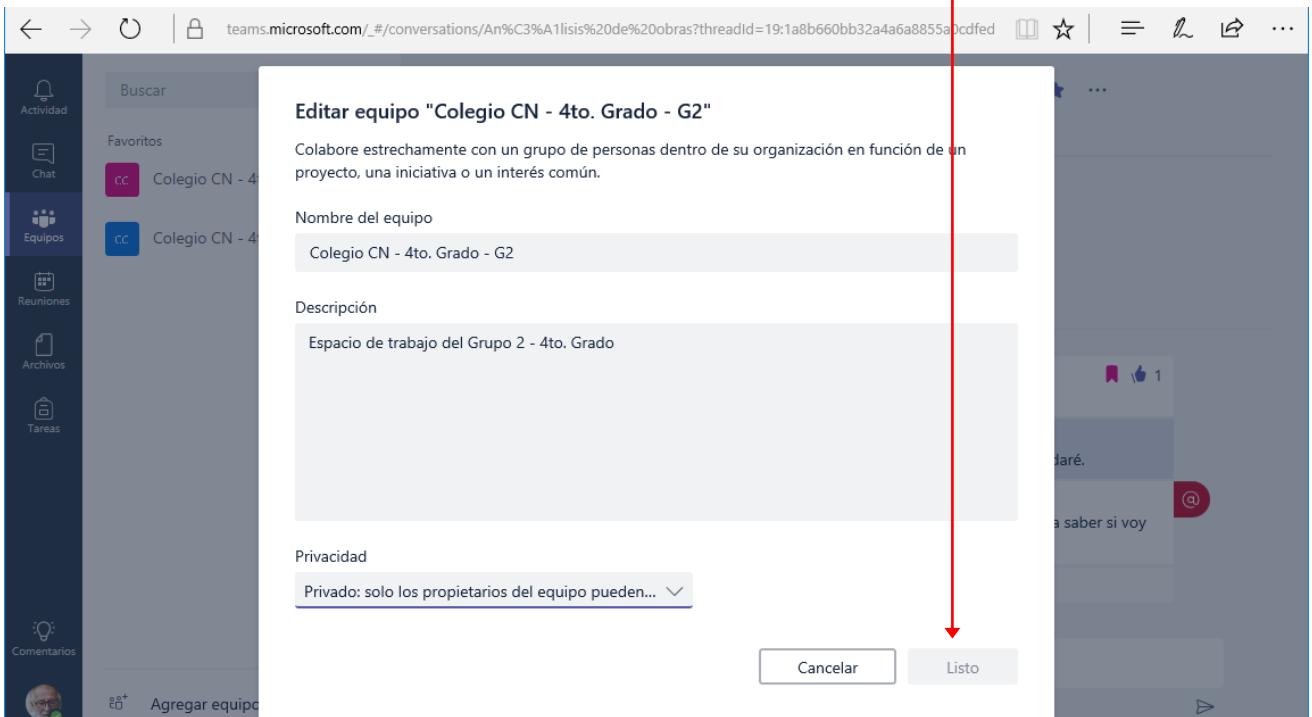 teams.microsoft.com/_#/conversations/An%C3%A1lisis%20de%20obras?threadId=19:1a8b660bb32a4a6a8855a0cdfed
Actividad
Chat
Equipos
Reuniones
Archivos
Tareas
Comentarios
Buscar
Favoritos
CC Colegio CN - 4
CC Colegio CN - 4
Agregar equipo
Editar equipo "Colegio CN - 4to. Grado - G2"
Colabore estrechamente con un grupo de personas dentro de su organización en función de un
proyecto, una iniciativa o un interés común.
Nombre del equipo
Colegio CN - 4to. Grado - G2
Descripción
Espacio de trabajo del Grupo 2 - 4to. Grado
Privacidad
Privado: solo los propietarios del equipo pueden...
Cancelar
Listo
1
daré.
@
a saber si voy